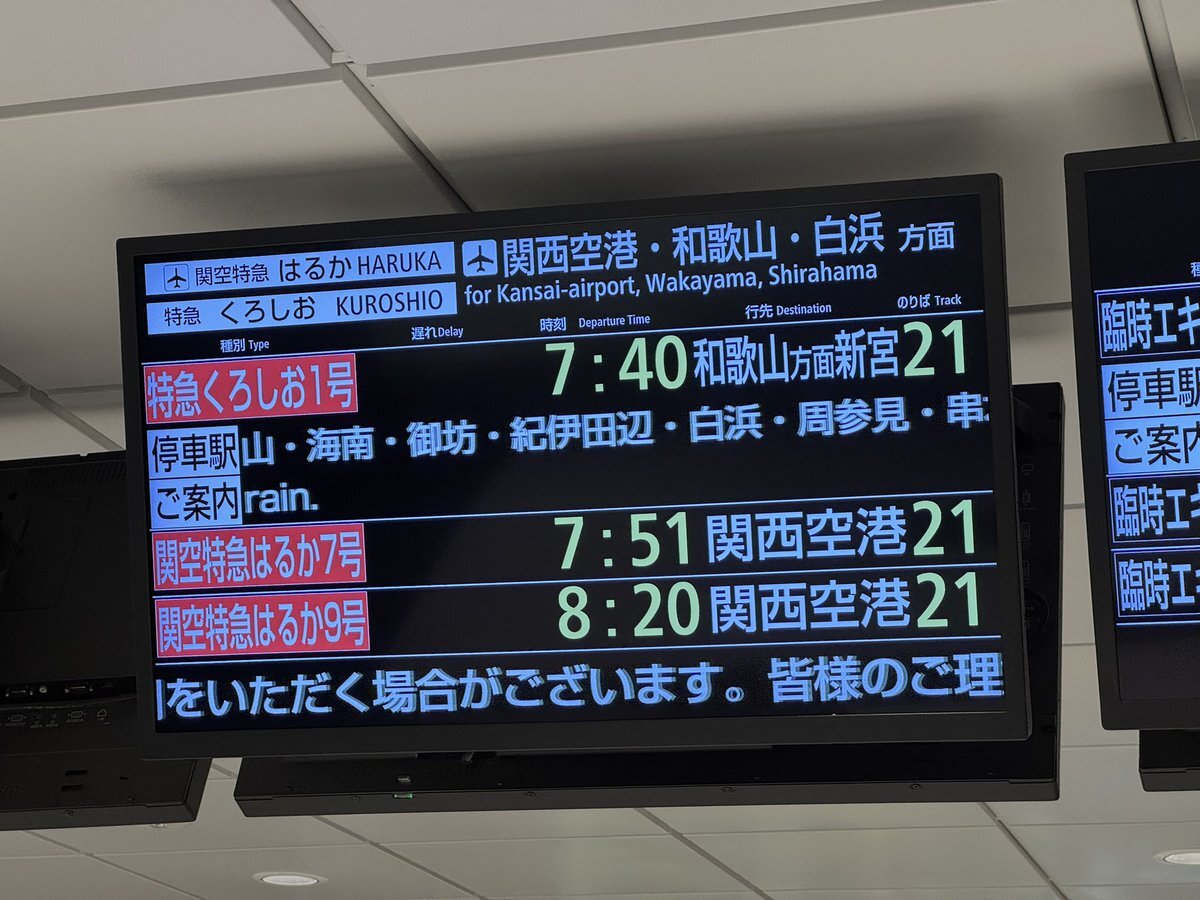 関空特急 はるか HARUKA
特急 くろしお KUROSHIO
関西空港・和歌山・白浜 方面
for Kansai-airport, Wakayama, Shirahama
種別 Type 遅れ Delay 時刻 Departure Time 行先 Destination のりば Track
特急くろしお1号 7:40 和歌山方面新宮 21
停車駅 山・海南・御坊・紀伊田辺・白浜・周参見・串
ご案内 rain.
関空特急はるか7号 7:51 関西空港 21
関空特急はるか9号 8:20 関西空港 21
をいただく場合がございます。皆様のご理
臨時エキ
停車駅
ご案内
臨時エ
臨時エ